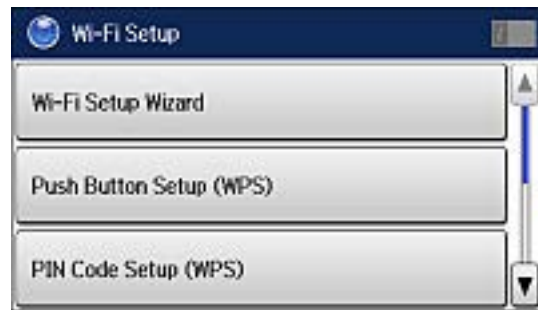 Wi-Fi Setup
Wi-Fi Setup Wizard
Push Button Setup (WPS)
PIN Code Setup (WPS)